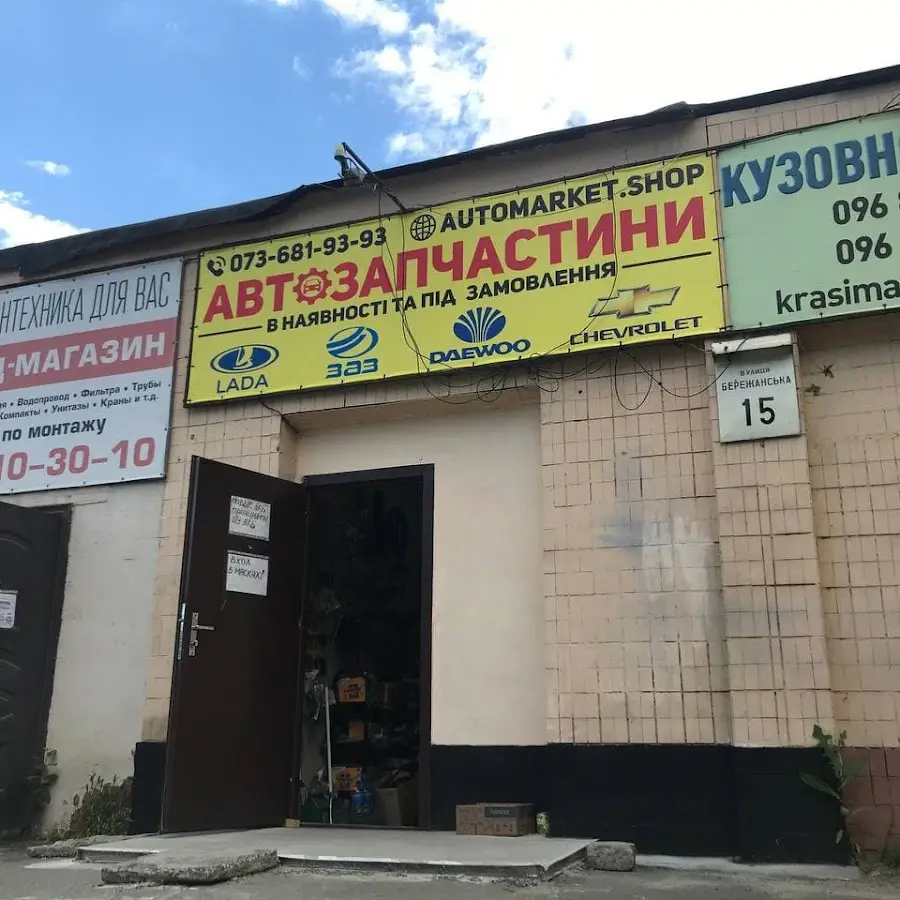 НТЕХНИКА ДЛЯ ВАС
МАГАЗИН
Водопровод • Фильтра • Трубы
Компакты • Унитазы • Краны и т.д.
по монтажу
10-30-10
073-681-93-93
AUTOMARKET.SHOP
АВТОЗАПЧАСТИНИ
В НАЯВНОСТІ ТА ПІД ЗАМОВЛЕННЯ
LADA
ЗАЗ
DAEWOO
CHEVROLET
КУЗОВН
096
096
krasima
вулиця
БЕРЕЖАНСЬКА
15
ВХОД
В МАСКАХ!